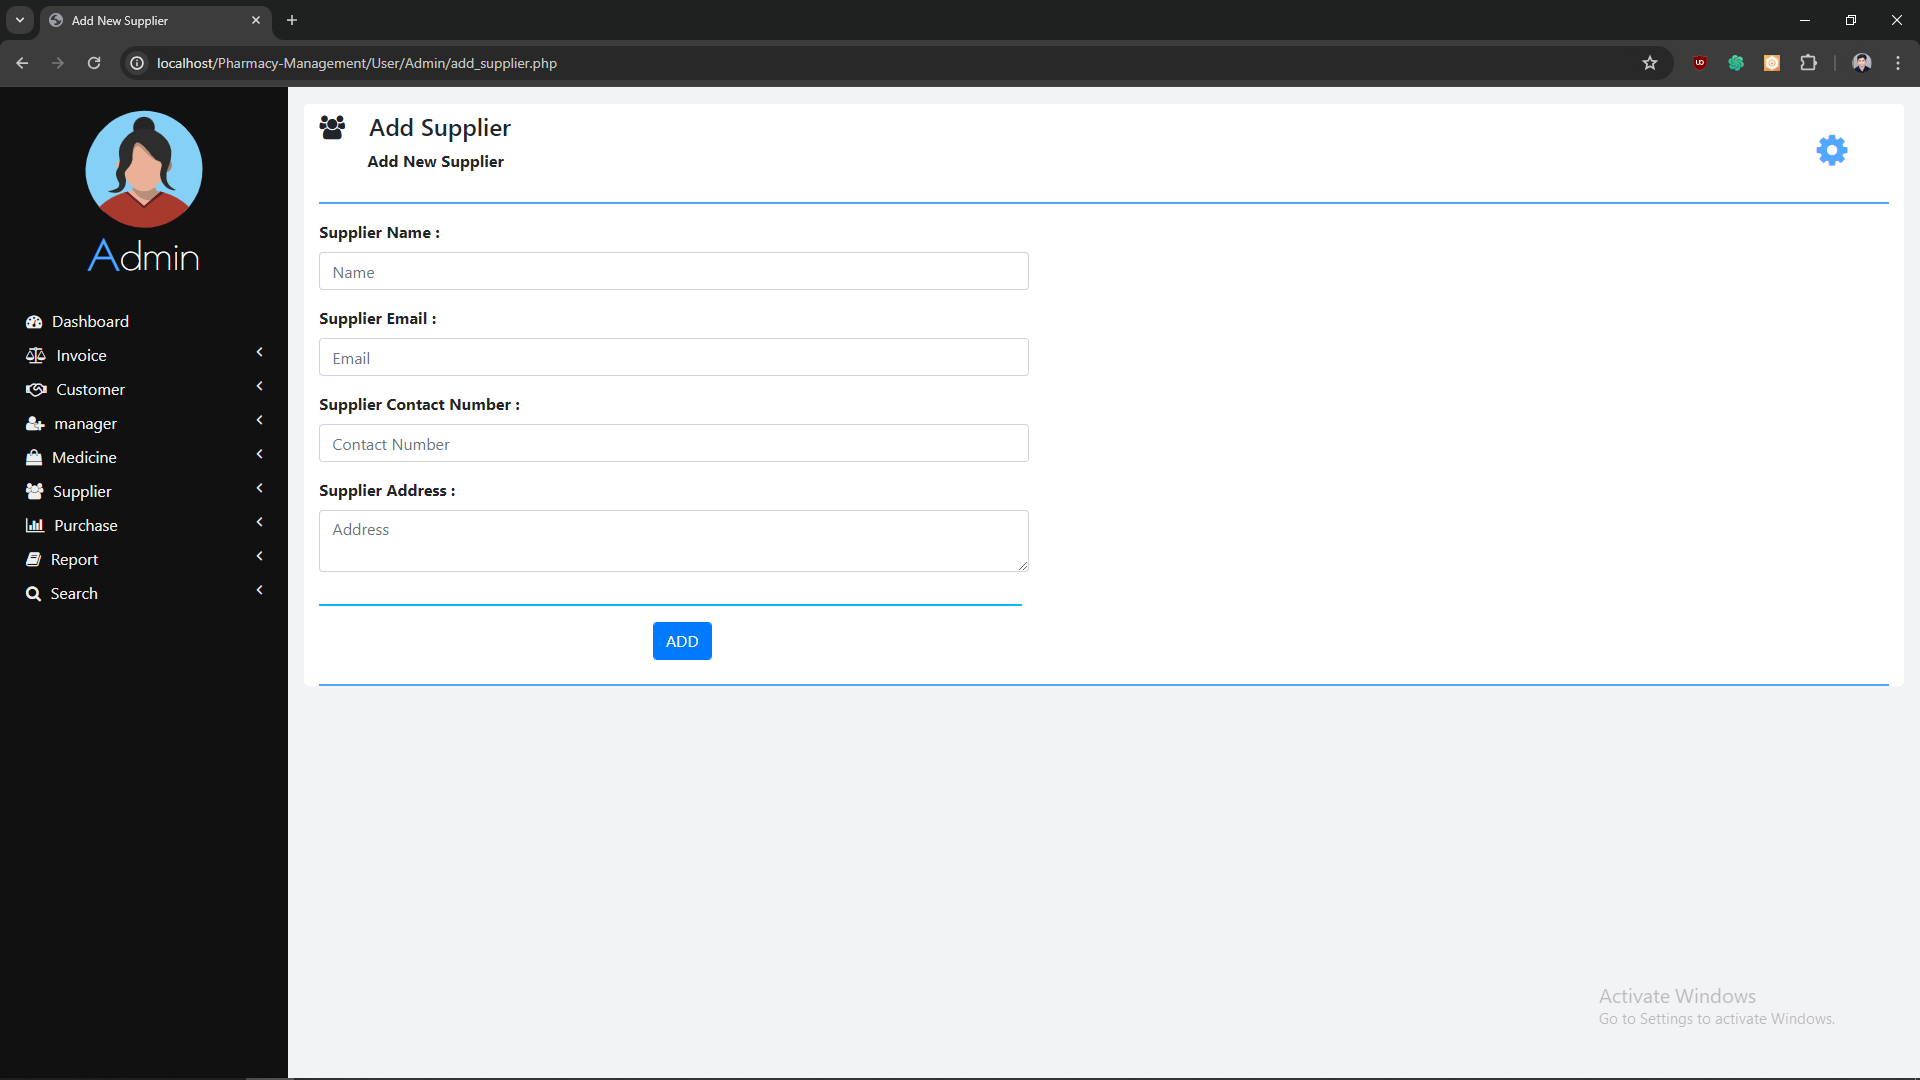 Add New Supplier
localhost/Pharmacy-Management/User/Admin/add_supplier.php
Admin
Dashboard
Invoice
Customer
manager
Medicine
Supplier
Purchase
Report
Search
Add Supplier
Add New Supplier
Supplier Name :
Name
Supplier Email :
Email
Supplier Contact Number :
Contact Number
Supplier Address :
Address
ADD
Activate Windows
Go to Settings to activate Windows.